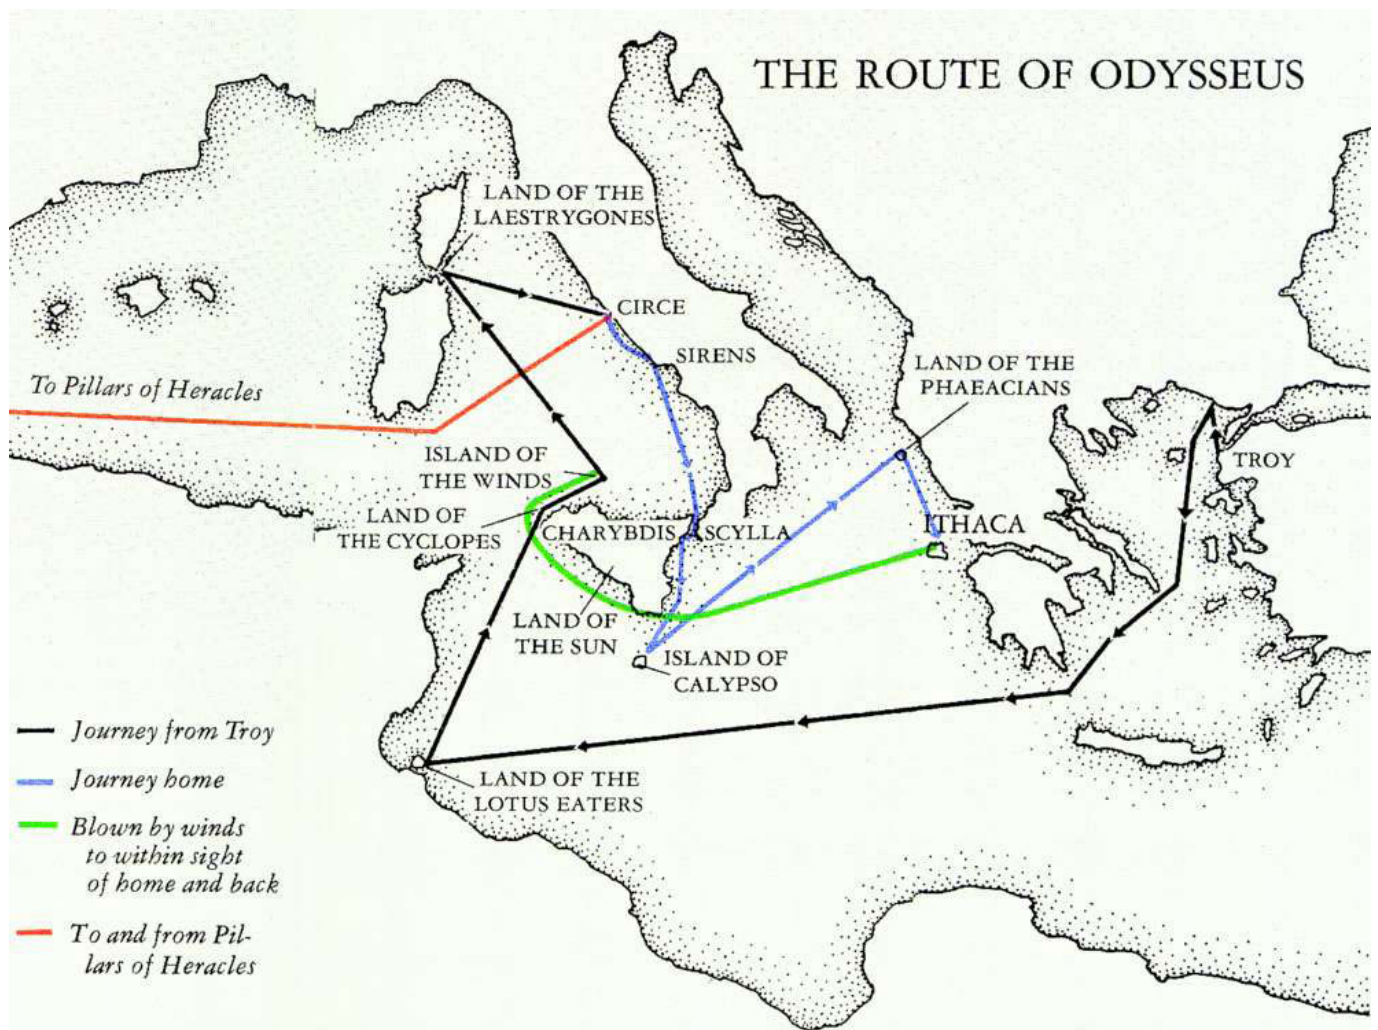 THE ROUTE OF ODYSSEUS
LAND OF THE
LAESTRYGONES
CIRCE
SIRENS
LAND OF THE
PHAEACIANS
To Pillars of Heracles
ISLAND OF
THE WINDS
TROY
LAND OF
THE CYCLOPES
CHARYBDIS
SCYLLA
ITHACA
LAND OF
THE SUN
ISLAND OF
CALYPSO
LAND OF THE
LOTUS EATERS
Journey from Troy
Journey home
Blown by winds
to within sight
of home and back
To and from Pil-
lars of Heracles